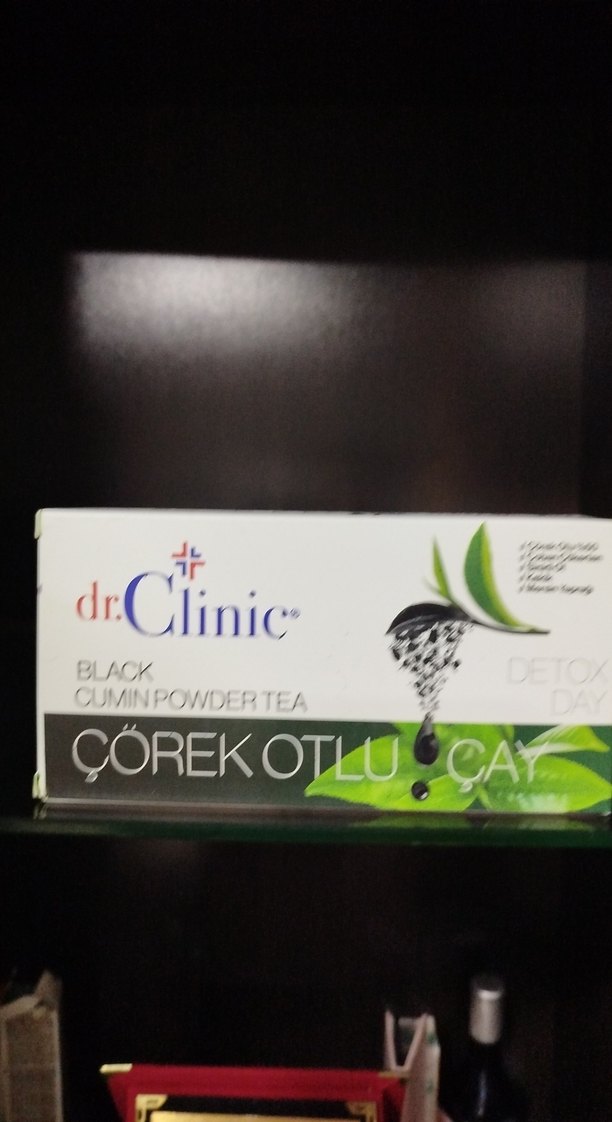 dr.Clinic®
BLACK
CUMIN POWDER TEA
ÇÖREK OTLU ÇAY
DETOX
DAY